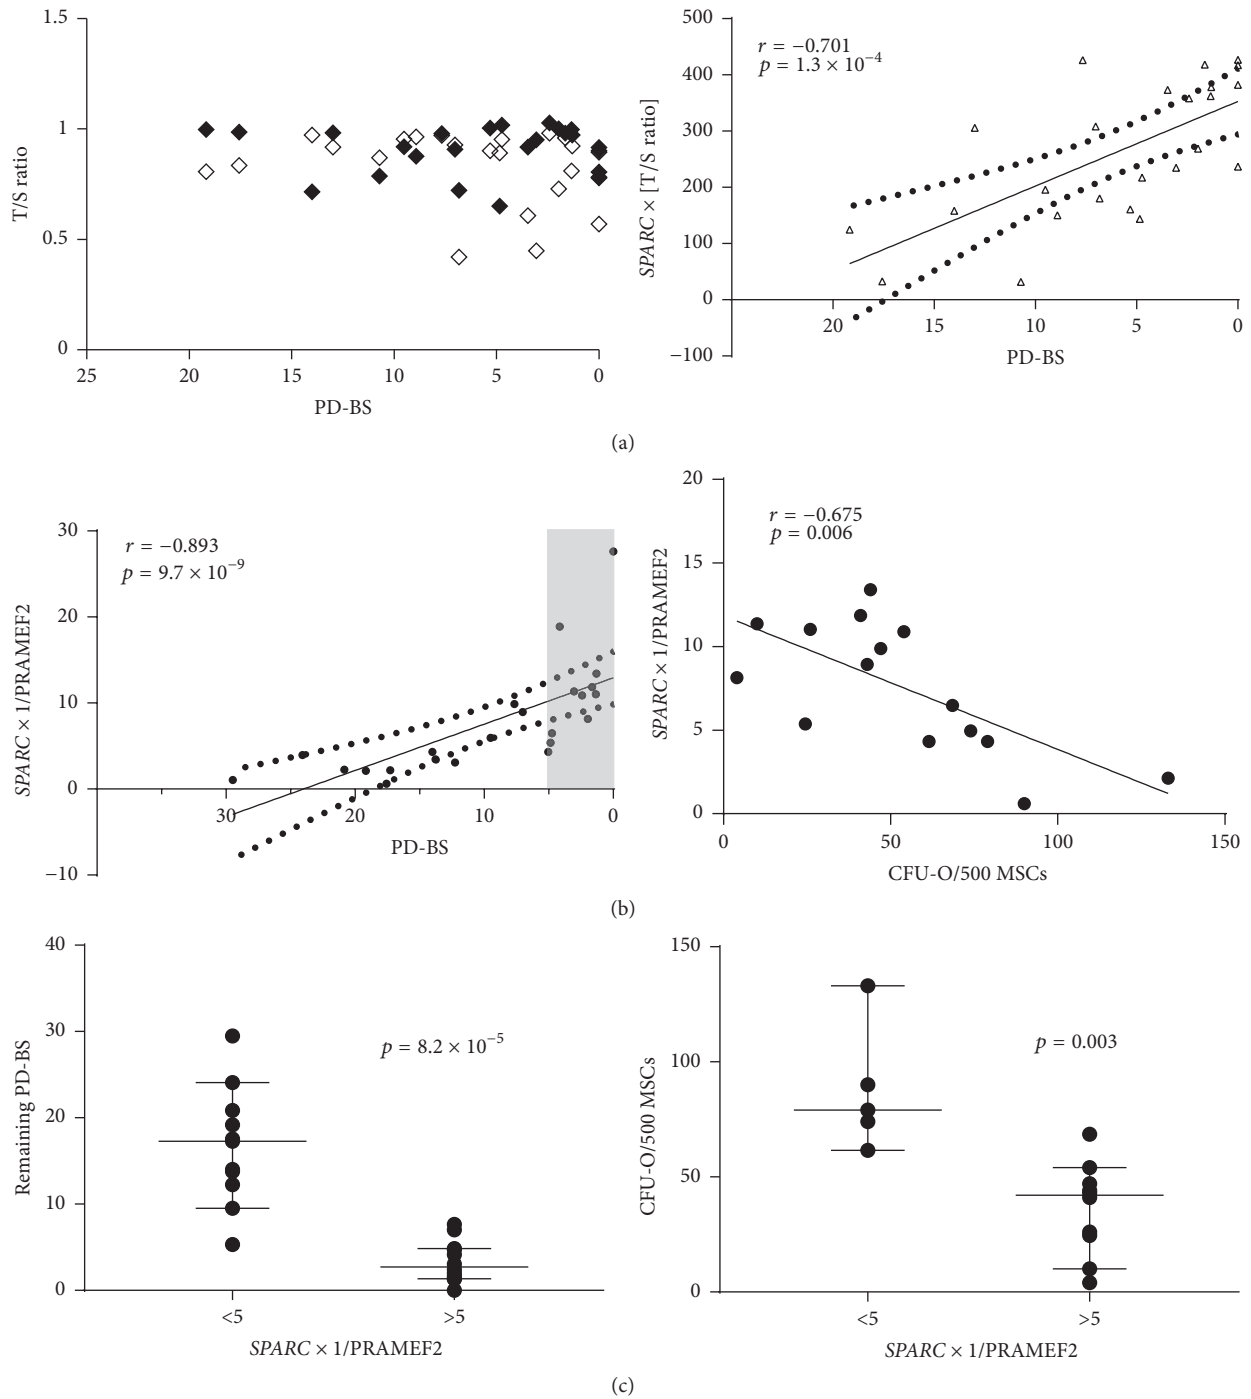 1.5
1
0.5
0
25
20
15
10
5
0
T/S ratio
PD-BS
500
400
300
200
100
0
−100
20
15
10
5
0
SPARC × [T/S ratio]
PD-BS
r = −0.701
p = 1.3 × 10⁻⁴
(a)
30
20
10
0
−10
30
20
10
0
SPARC × 1/PRAMEF2
PD-BS
r = −0.893
p = 9.7 × 10⁻⁹
20
15
10
5
0
0
50
100
150
SPARC × 1/PRAMEF2
CFU-O/500 MSCs
r = −0.675
p = 0.006
(b)
40
30
20
10
0
Remaining PD-BS
p = 8.2 × 10⁻⁵
<5
>5
SPARC × 1/PRAMEF2
150
100
50
0
CFU-O/500 MSCs
p = 0.003
<5
>5
SPARC × 1/PRAMEF2
(c)